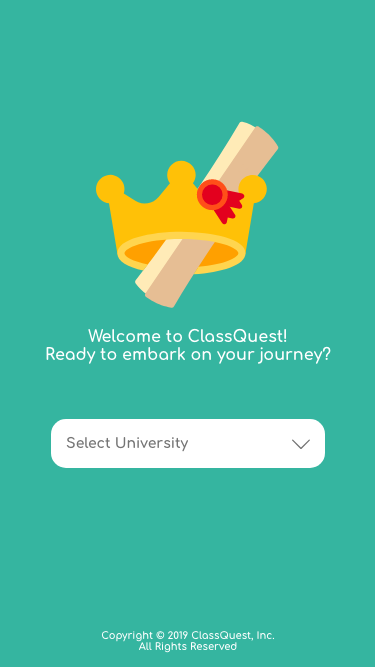 Welcome to ClassQuest!
Ready to embark on your journey?
Select University
Copyright © 2019 ClassQuest, Inc.
All Rights Reserved